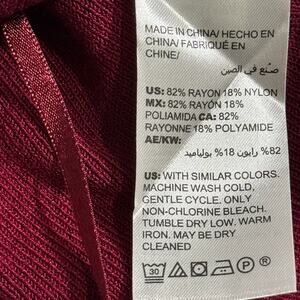 MADE IN CHINA/ HECHO EN
CHINA/ FABRIQUÉ EN
CHINE/
صنع في الصين
US: 82% RAYON 18% NYLON
MX: 82% RAYÓN 18%
POLIAMIDA CA: 82%
RAYONNE 18% POLYAMIDE
AE/KW:
82% رايون 18% بولياميد
US: WITH SIMILAR COLORS.
MACHINE WASH COLD,
GENTLE CYCLE. ONLY
NON-CHLORINE BLEACH.
TUMBLE DRY LOW. WARM
IRON. MAY BE DRY
CLEANED
30
P